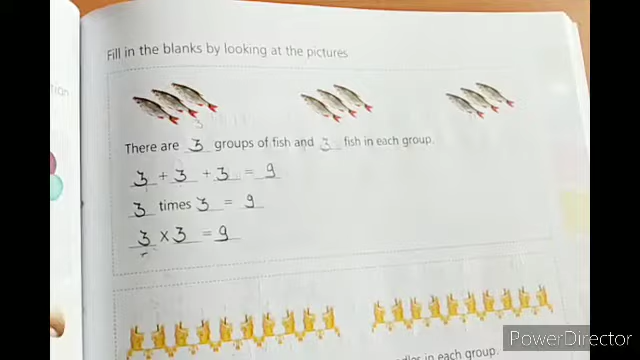 Fill in the blanks by looking at the pictures
3
There are 3 groups of fish and 3 fish in each group.
3 + 3 + 3 = 9
3 times 3 = 9
3 × 3 = 9
in each group.
PowerDirector